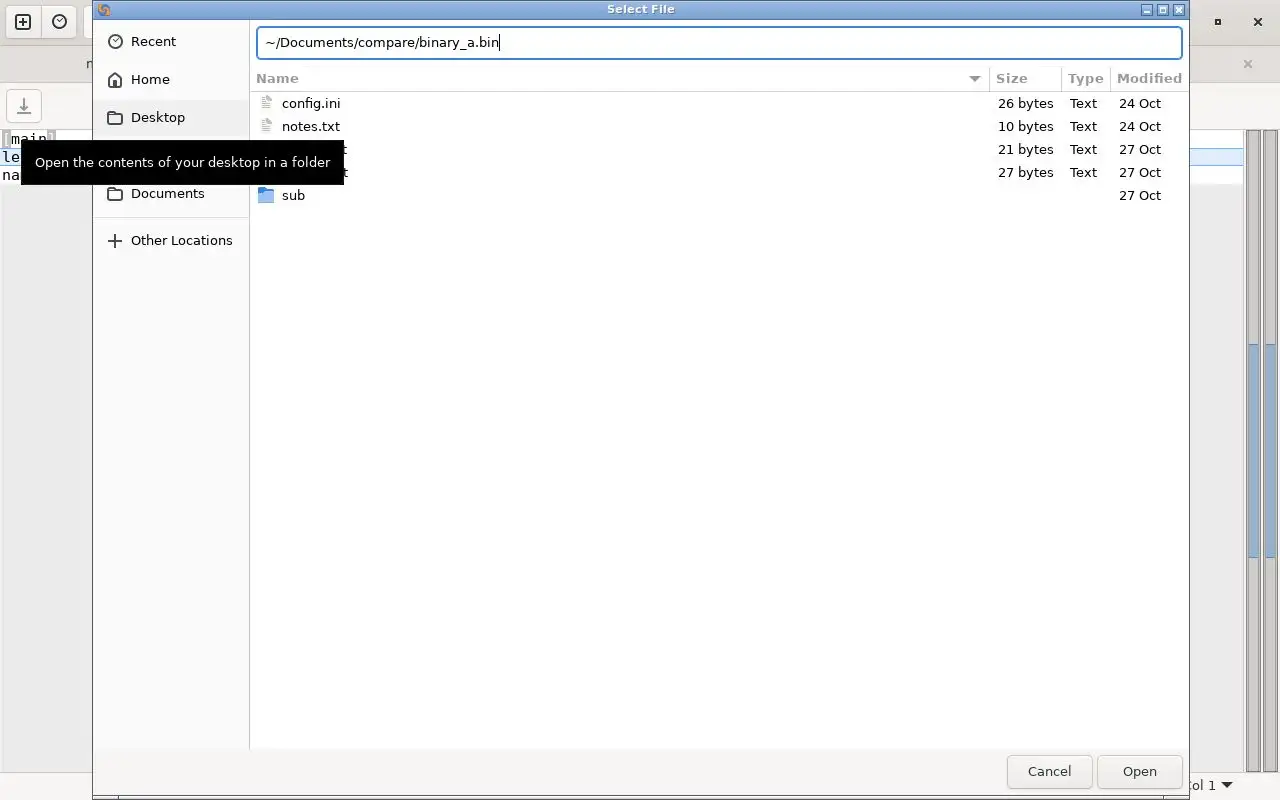 Select File
Recent
~/Documents/compare/binary_a.bin
Home
Name Size Type Modified
config.ini 26 bytes Text 24 Oct
Desktop
notes.txt 10 bytes Text 24 Oct
[main]
21 bytes Text 27 Oct
le
Open the contents of your desktop in a folder
27 bytes Text 27 Oct
na
Documents
sub 27 Oct
Other Locations
Cancel
Open
Col 1